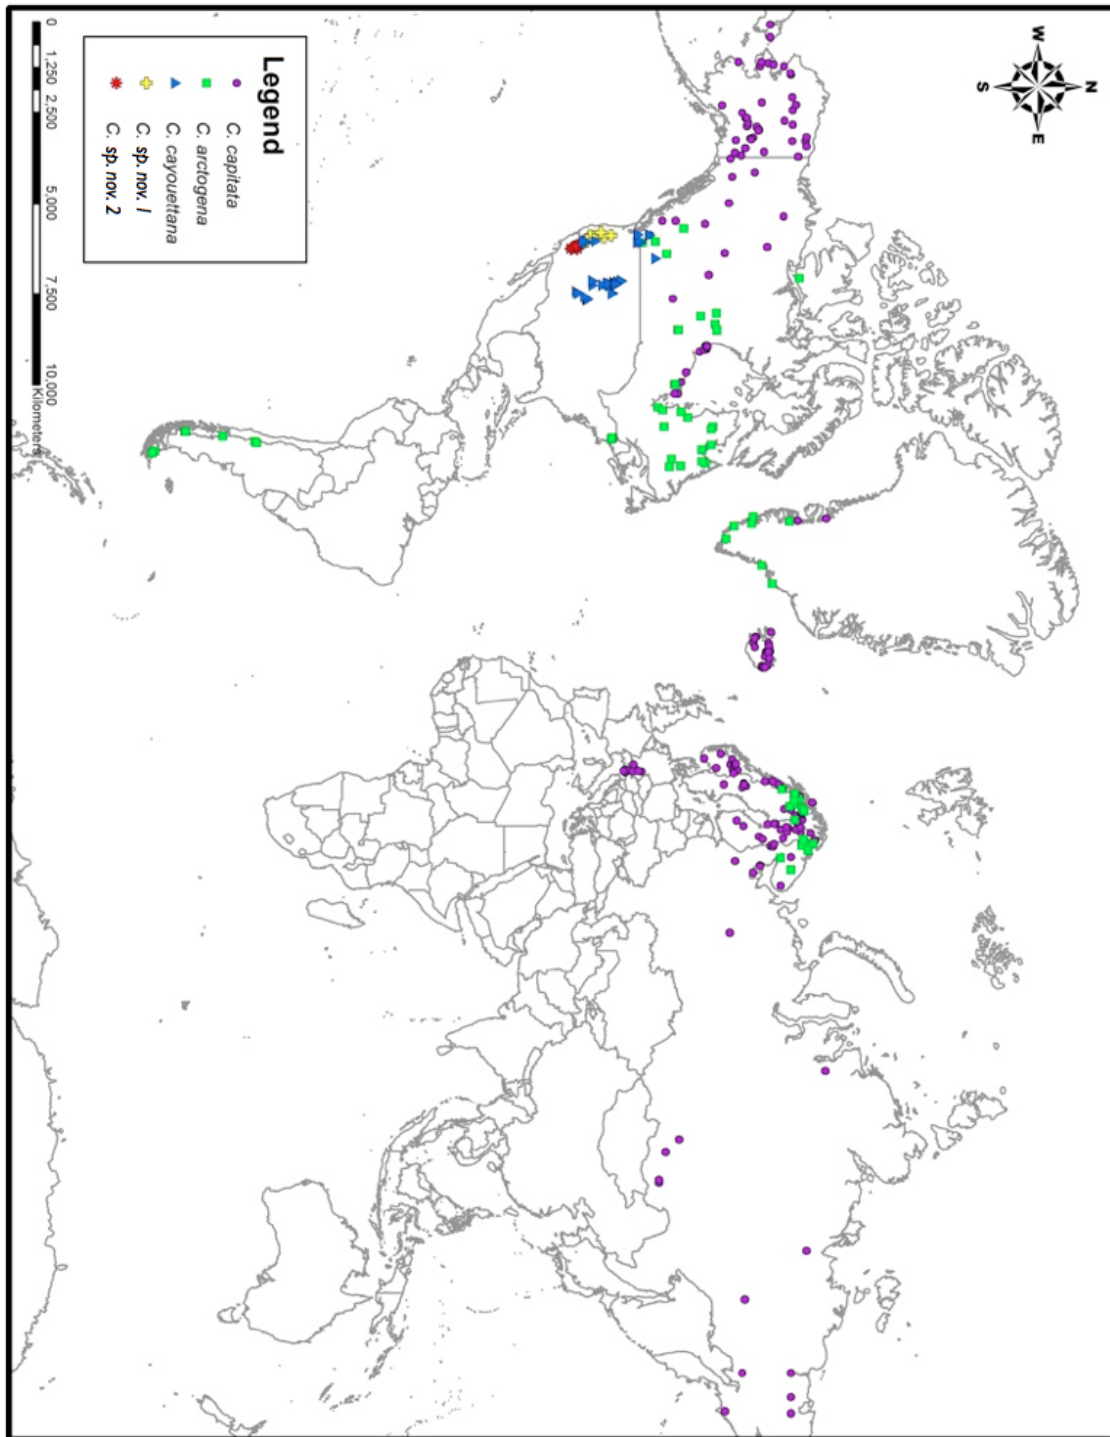 N
W
E
S
Legend
C. capitata
C. arctogena
C. cayouettana
C. sp. nov. 1
C. sp. nov. 2
0 1,250 2,500 5,000 7,500 10,000
Kilometers